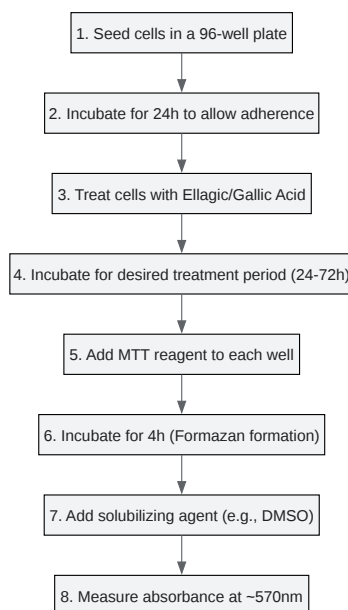 1. Seed cells in a 96-well plate
2. Incubate for 24h to allow adherence
3. Treat cells with Ellagic/Gallic Acid
4. Incubate for desired treatment period (24-72h)
5. Add MTT reagent to each well
6. Incubate for 4h (Formazan formation)
7. Add solubilizing agent (e.g., DMSO)
8. Measure absorbance at ~570nm